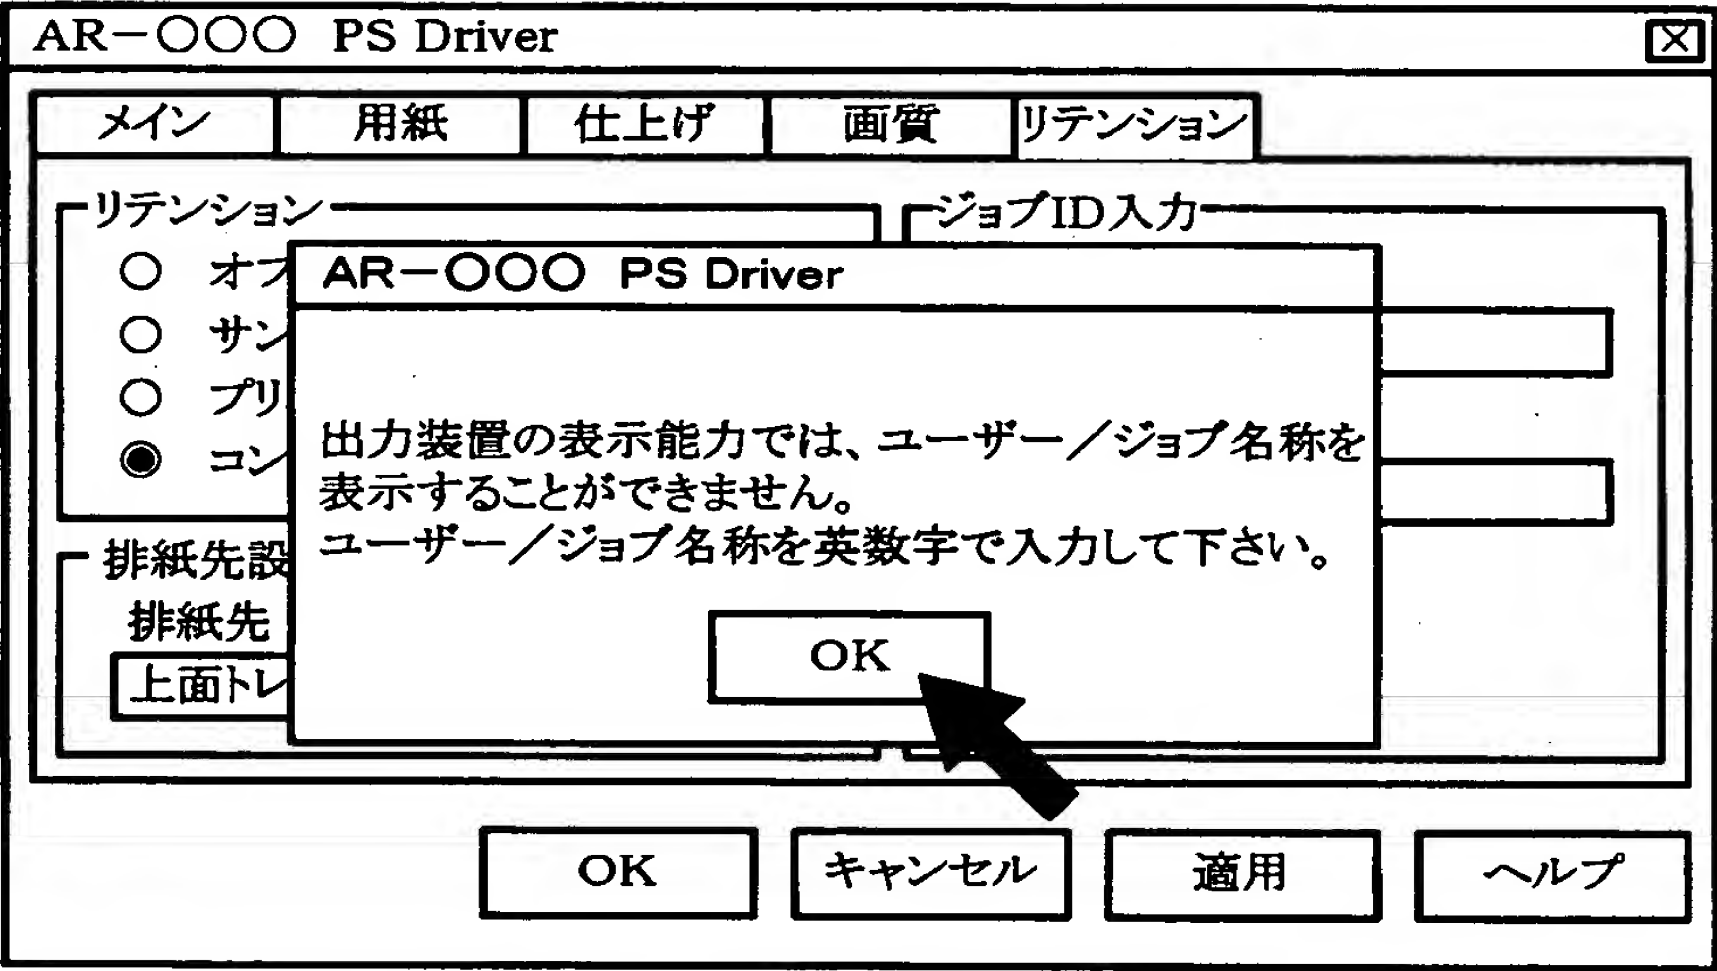 AR−○○○ PS Driver
メイン 用紙 仕上げ 画質 リテンション
リテンション
ジョブID入力
オフ
サン
プリ
コン
排紙先設
排紙先
上面トレ
AR−○○○ PS Driver
出力装置の表示能力では、ユーザー／ジョブ名称を
表示することができません。
ユーザー／ジョブ名称を英数字で入力して下さい。
OK
OK キャンセル 適用 ヘルプ